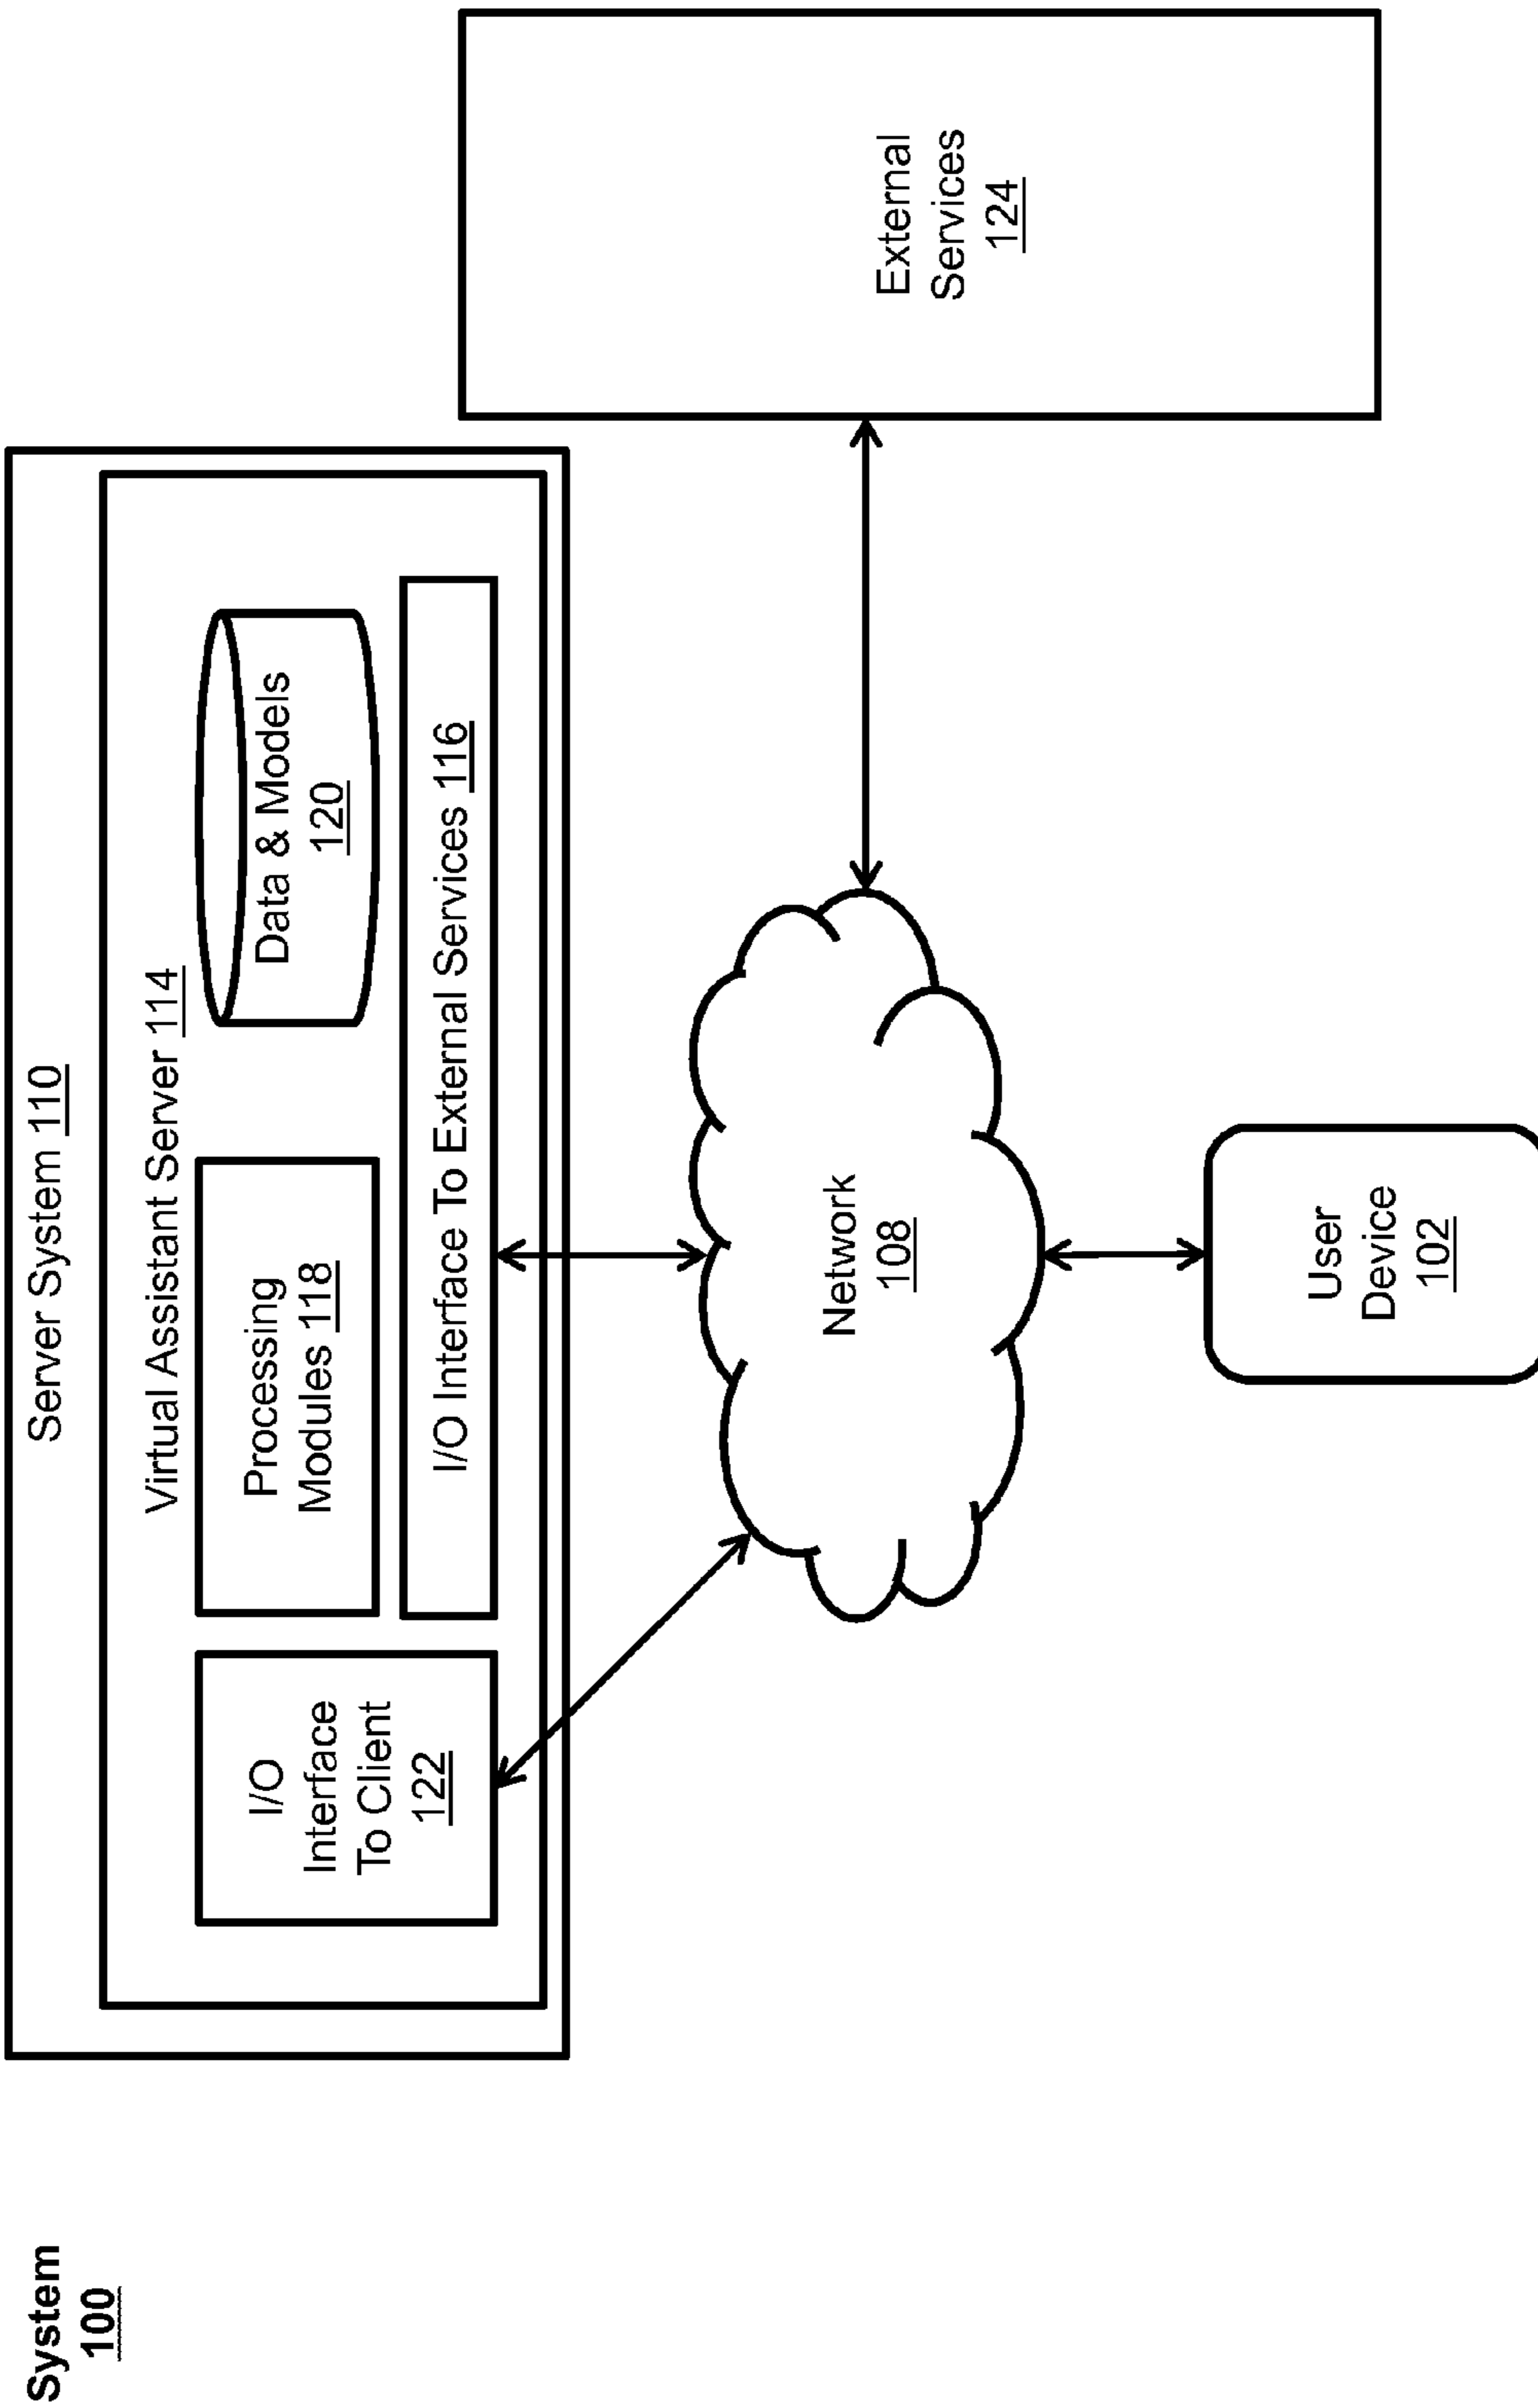 System
100
Server System 110
Virtual Assistant Server 114
I/O
Interface
To Client
122
Processing
Modules 118
Data & Models
120
I/O Interface To External Services 116
Network
108
External
Services
124
User
Device
102